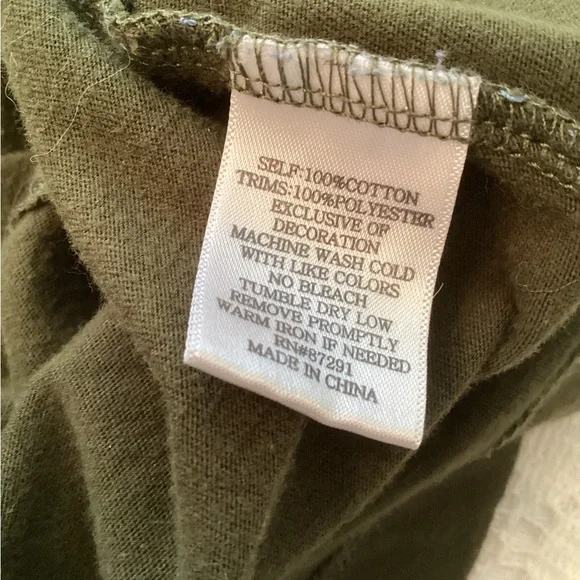 SELF:100%COTTON
TRIMS:100%POLYESTER
EXCLUSIVE OF
DECORATION
MACHINE WASH COLD
WITH LIKE COLORS
NO BLEACH
TUMBLE DRY LOW
REMOVE PROMPTLY
WARM IRON IF NEEDED
RN#87291
MADE IN CHINA